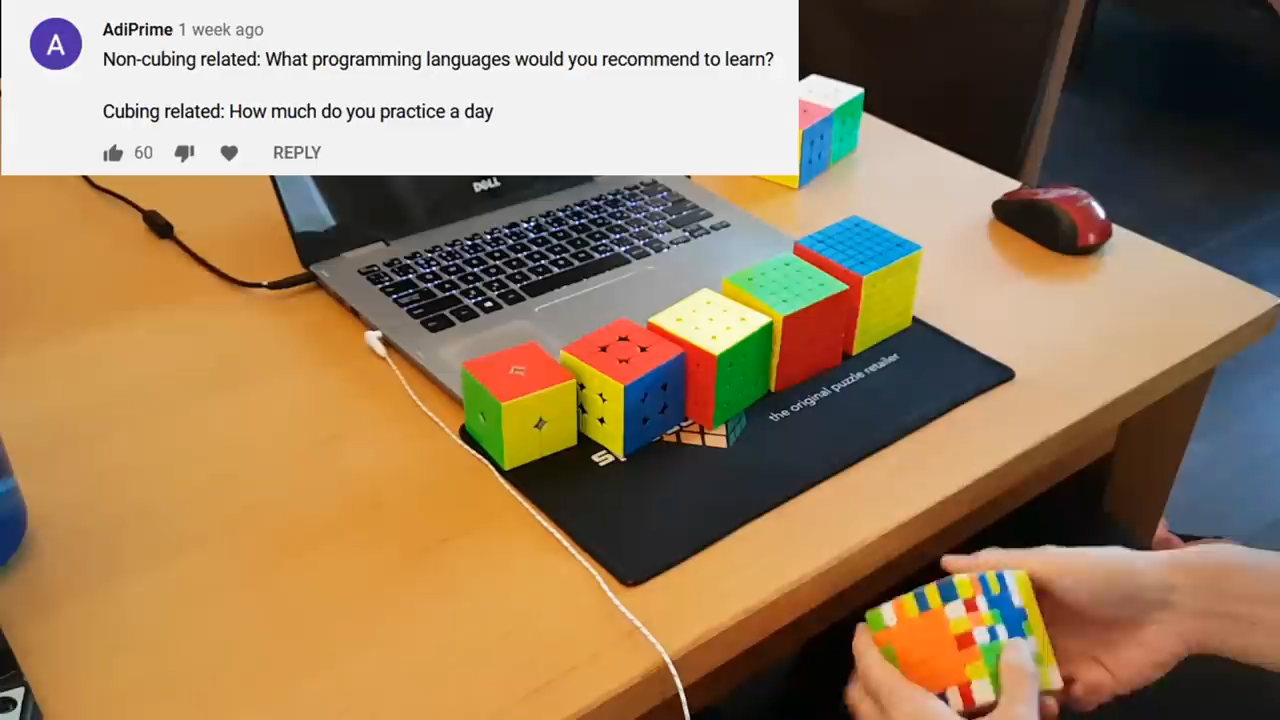 A
AdiPrime 1 week ago
Non-cubing related: What programming languages would you recommend to learn?
Cubing related: How much do you practice a day
60
REPLY
DELL
the original puzzle retailer